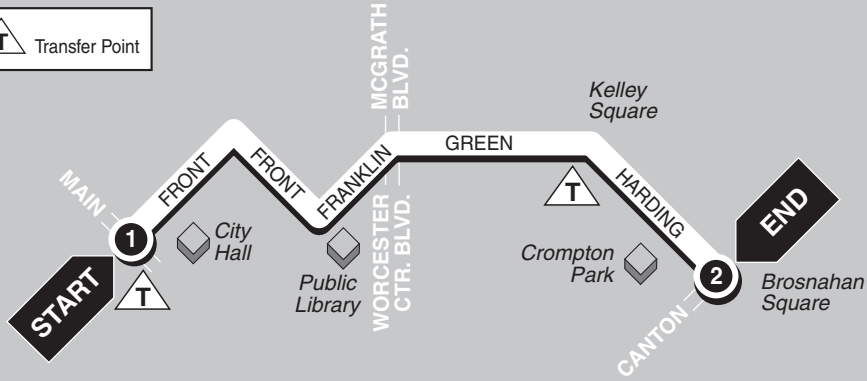 T Transfer Point
MCGRATH
BLVD.
Kelley
Square
GREEN
FRONT
FRONT
FRANKLIN
HARDING
MAIN
1
City
Hall
T
END
START
T
Public
Library
WORCESTER
CTR. BLVD.
Crompton
Park
2
Brosnahan
Square
CANTON